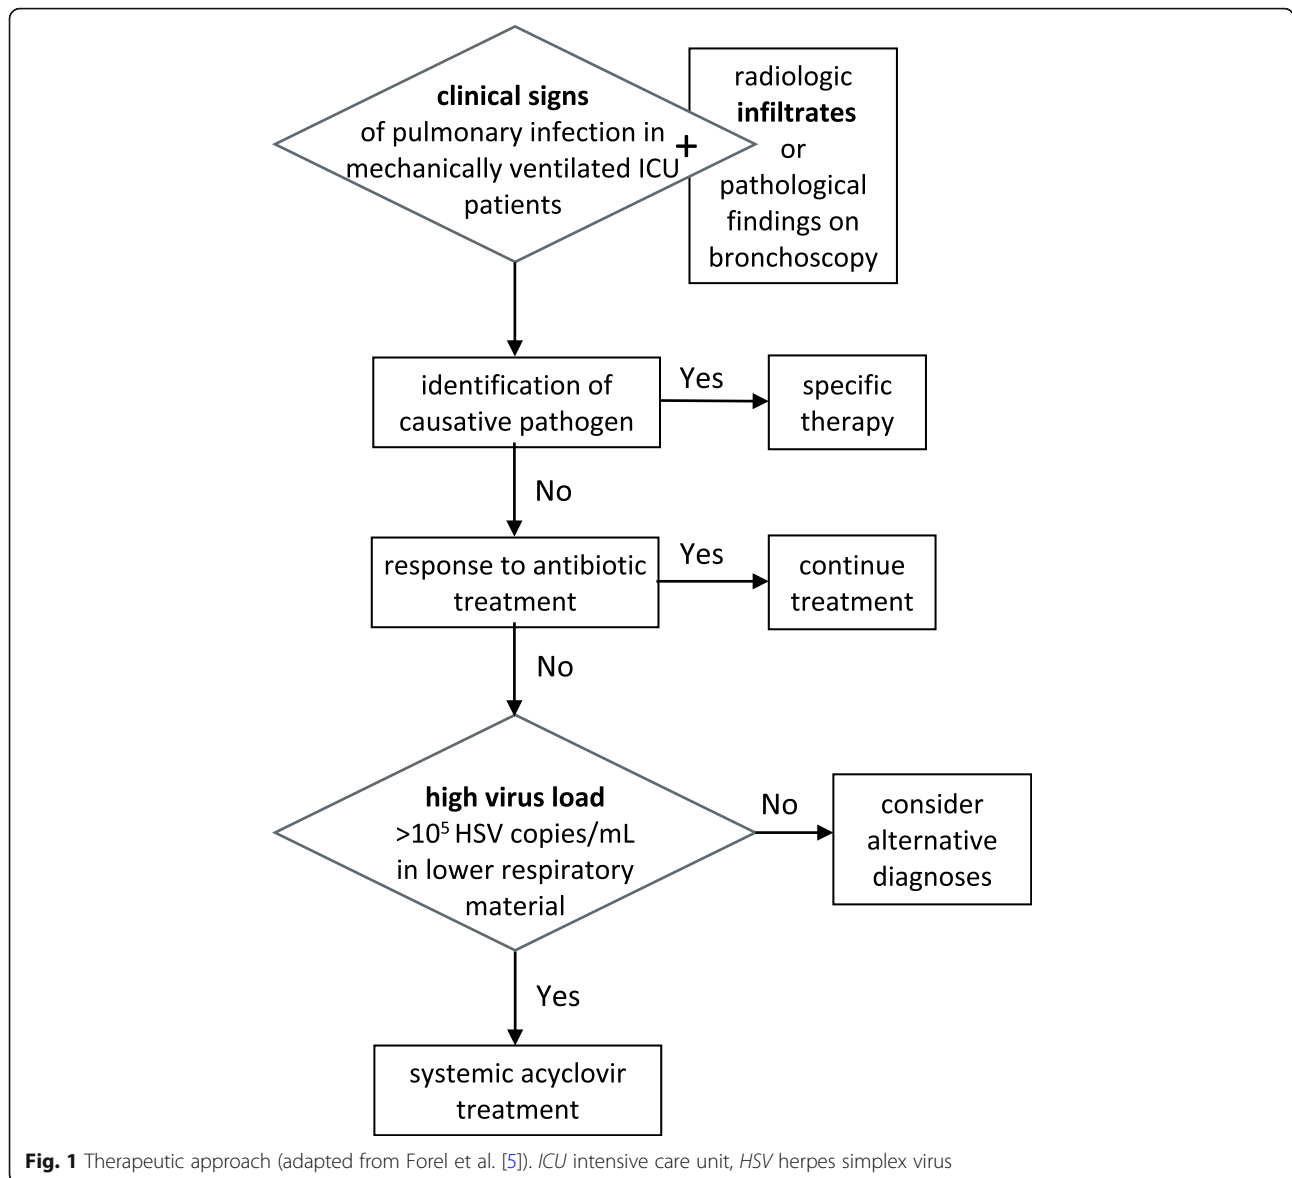 clinical signs
of pulmonary infection in
mechanically ventilated ICU
patients
+
radiologic
infiltrates
or
pathological
findings on
bronchoscopy
identification of
causative pathogen
Yes
specific
therapy
No
response to antibiotic
treatment
Yes
continue
treatment
No
high virus load
>10⁵ HSV copies/mL
in lower respiratory
material
No
consider
alternative
diagnoses
Yes
systemic acyclovir
treatment
Fig. 1 Therapeutic approach (adapted from Forel et al. [5]). ICU intensive care unit, HSV herpes simplex virus